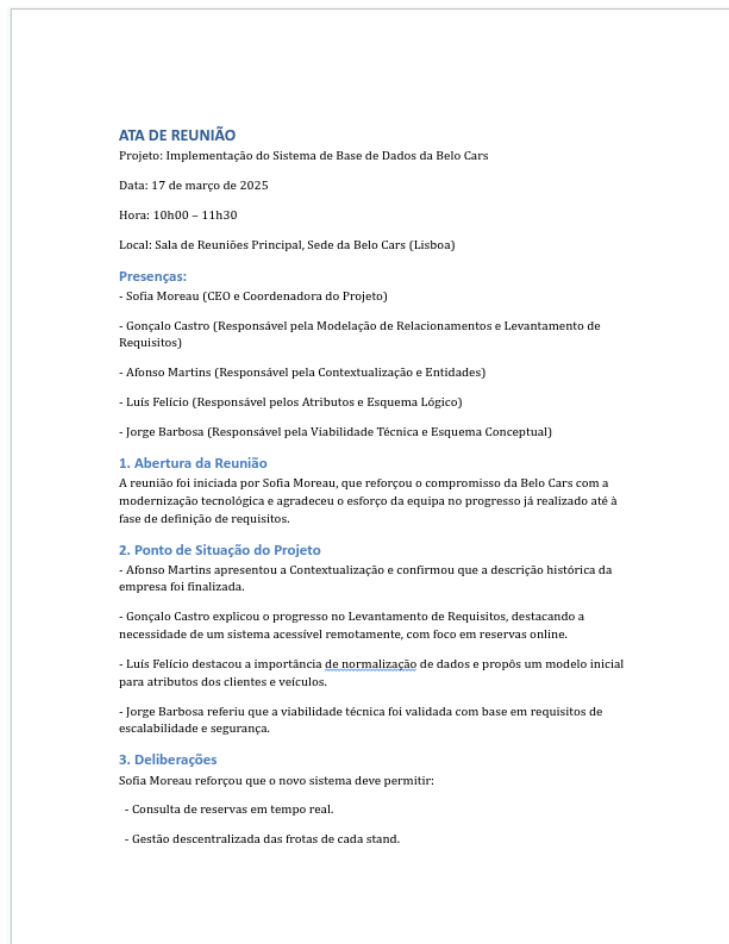 ATA DE REUNIÃO
Projeto: Implementação do Sistema de Base de Dados da Belo Cars
Data: 17 de março de 2025
Hora: 10h00 – 11h30
Local: Sala de Reuniões Principal, Sede da Belo Cars (Lisboa)
Presenças:
- Sofia Moreau (CEO e Coordenadora do Projeto)
- Gonçalo Castro (Responsável pela Modelação de Relacionamentos e Levantamento de
Requisitos)
- Afonso Martins (Responsável pela Contextualização e Entidades)
- Luís Felício (Responsável pelos Atributos e Esquema Lógico)
- Jorge Barbosa (Responsável pela Viabilidade Técnica e Esquema Conceptual)
1. Abertura da Reunião
A reunião foi iniciada por Sofia Moreau, que reforçou o compromisso da Belo Cars com a
modernização tecnológica e agradeceu o esforço da equipa no progresso já realizado até à
fase de definição de requisitos.
2. Ponto de Situação do Projeto
- Afonso Martins apresentou a Contextualização e confirmou que a descrição histórica da
empresa foi finalizada.
- Gonçalo Castro explicou o progresso no Levantamento de Requisitos, destacando a
necessidade de um sistema acessível remotamente, com foco em reservas online.
- Luís Felício destacou a importância de normalização de dados e propôs um modelo inicial
para atributos dos clientes e veículos.
- Jorge Barbosa referiu que a viabilidade técnica foi validada com base em requisitos de
escalabilidade e segurança.
3. Deliberações
Sofia Moreau reforçou que o novo sistema deve permitir:
- Consulta de reservas em tempo real.
- Gestão descentralizada das frotas de cada stand.